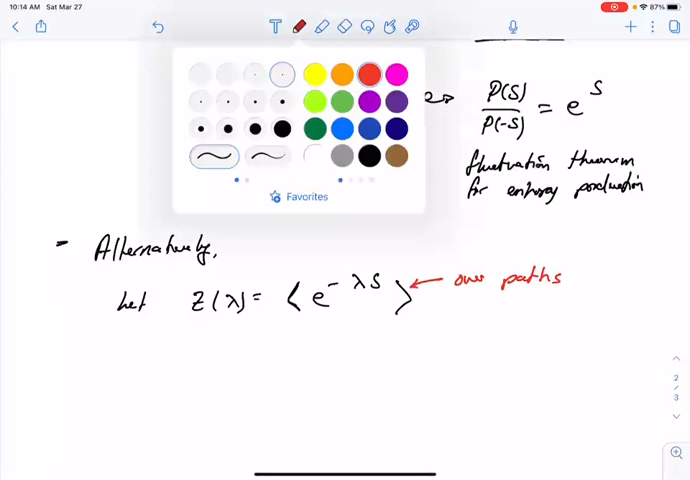 10:14 AM Sat Mar 27
87%
P(S)
P(-S)
= e^S
fluctuation theorem
for entropy production
Favorites
- Alternatively,
Let Z(λ) = ⟨ e^{-λS} ⟩ ← over paths
2
/
3